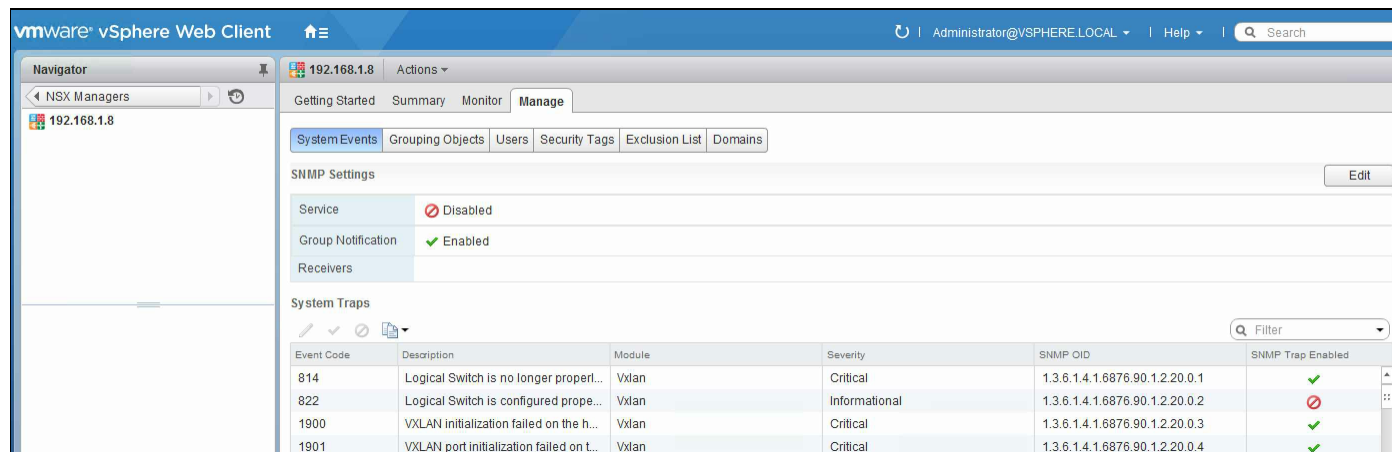 vmware® vSphere Web Client
Administrator@VSPHERE.LOCAL | Help | Search
Navigator
NSX Managers
192.168.1.8
192.168.1.8 Actions
Getting Started Summary Monitor Manage
System Events Grouping Objects Users Security Tags Exclusion List Domains
SNMP Settings Edit
Service Disabled
Group Notification Enabled
Receivers
System Traps
Filter
Event Code Description Module Severity SNMP OID SNMP Trap Enabled
814 Logical Switch is no longer properl... Vxlan Critical 1.3.6.1.4.1.6876.90.1.2.20.0.1
822 Logical Switch is configured prope... Vxlan Informational 1.3.6.1.4.1.6876.90.1.2.20.0.2
1900 VXLAN initialization failed on the h... Vxlan Critical 1.3.6.1.4.1.6876.90.1.2.20.0.3
1901 VXLAN port initialization failed on t... Vxlan Critical 1.3.6.1.4.1.6876.90.1.2.20.0.4